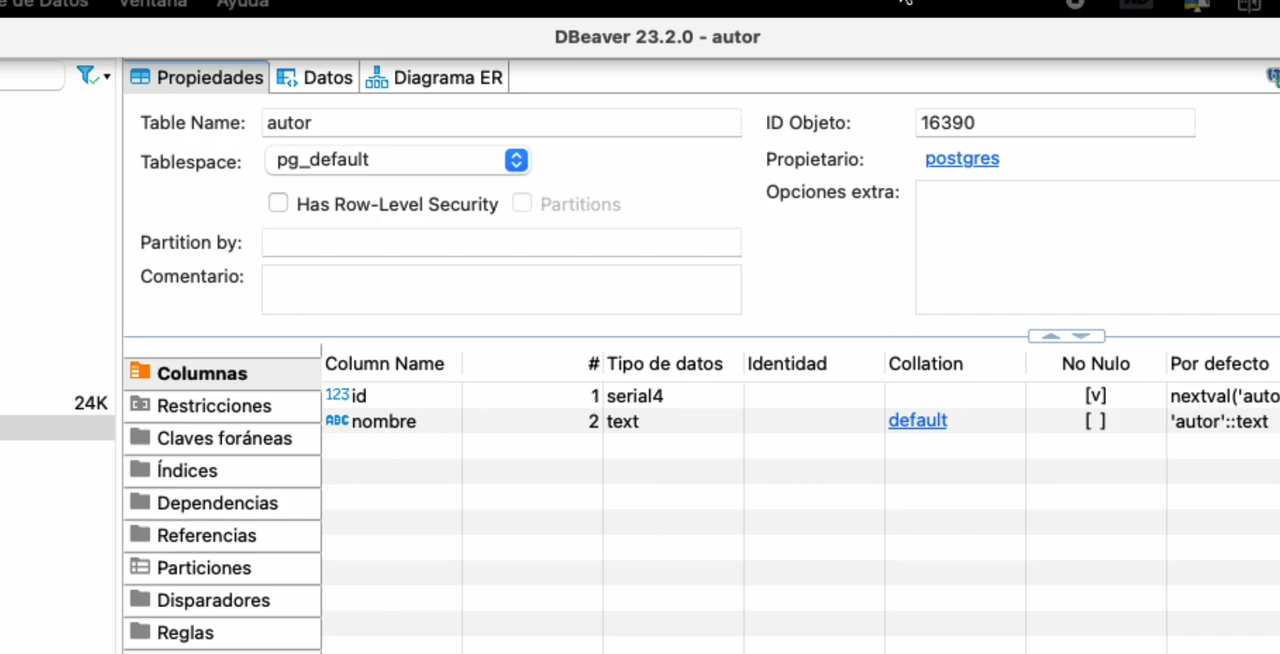 e de Datos Ventana Ayuda
DBeaver 23.2.0 - autor
Propiedades Datos Diagrama ER
Table Name: autor ID Objeto: 16390
Tablespace: pg_default Propietario: postgres
Opciones extra:
Has Row-Level Security Partitions
Partition by:
Comentario:
Column Name # Tipo de datos Identidad Collation No Nulo Por defecto
123 id 1 serial4 [v] nextval('auto
ABC nombre 2 text default [ ] 'autor'::text
24K
Columnas
Restricciones
Claves foráneas
Índices
Dependencias
Referencias
Particiones
Disparadores
Reglas